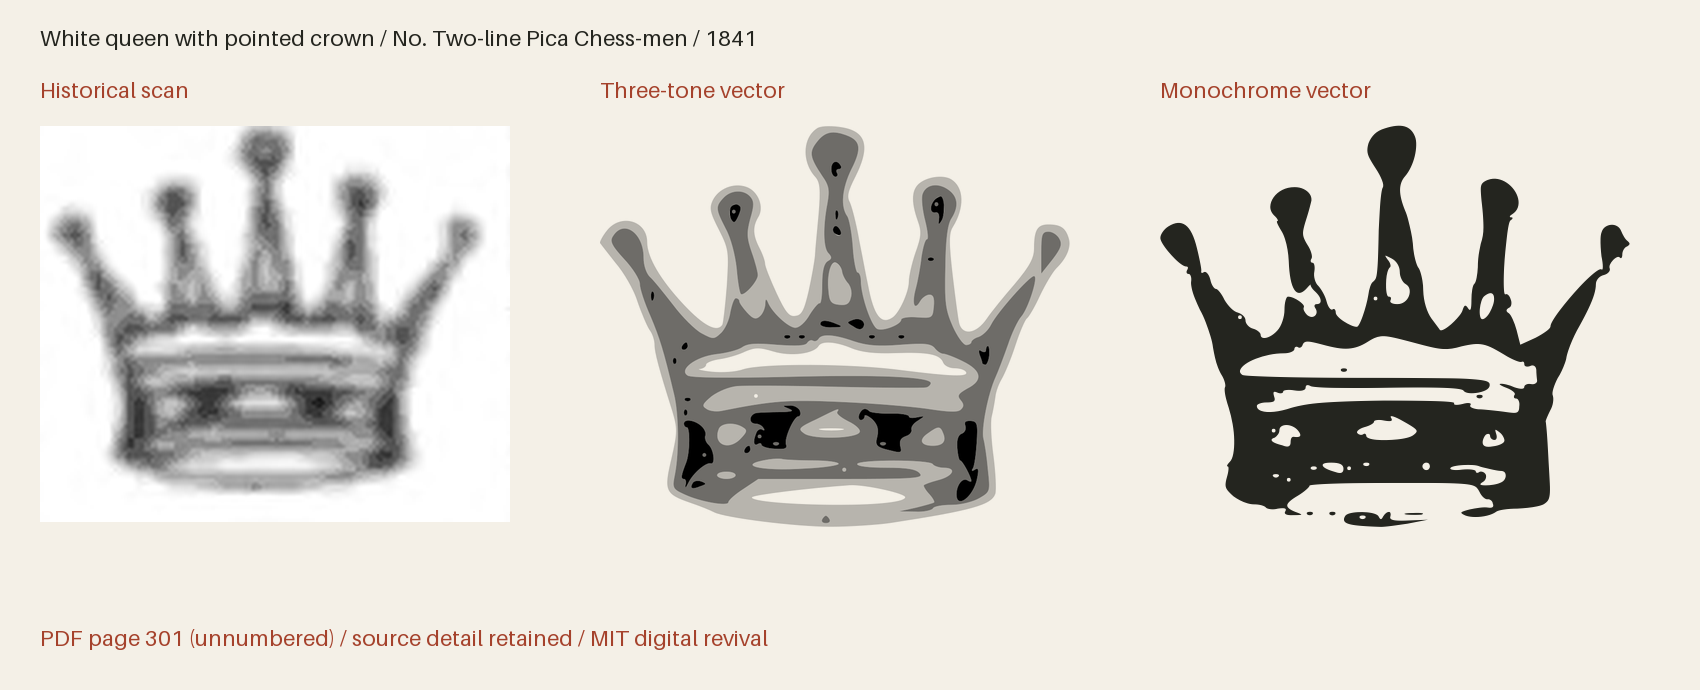 White queen with pointed crown / No. Two-line Pica Chess-men / 1841
Historical scan
Three-tone vector
Monochrome vector
PDF page 301 (unnumbered) / source detail retained / MIT digital revival